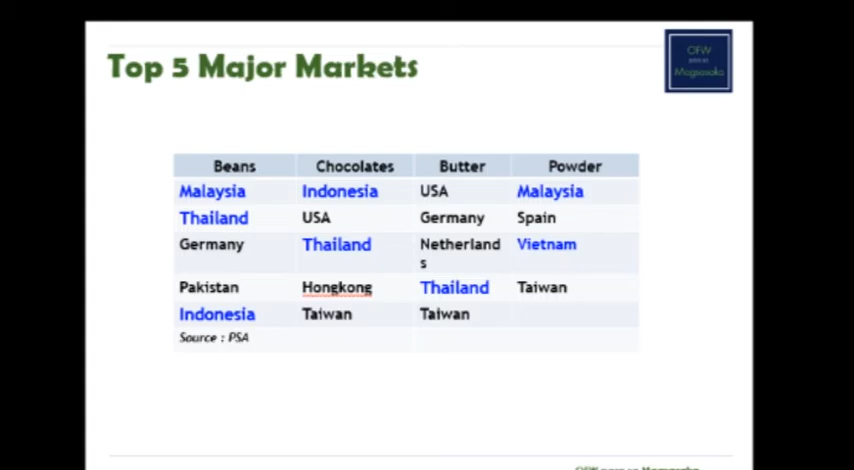 Top 5 Major Markets
OFW
Magsasaka
Beans Chocolates Butter Powder
Malaysia Indonesia USA Malaysia
Thailand USA Germany Spain
Germany Thailand Netherland Vietnam
s
Pakistan Hongkong Thailand Taiwan
Indonesia Taiwan Taiwan
Source : PSA